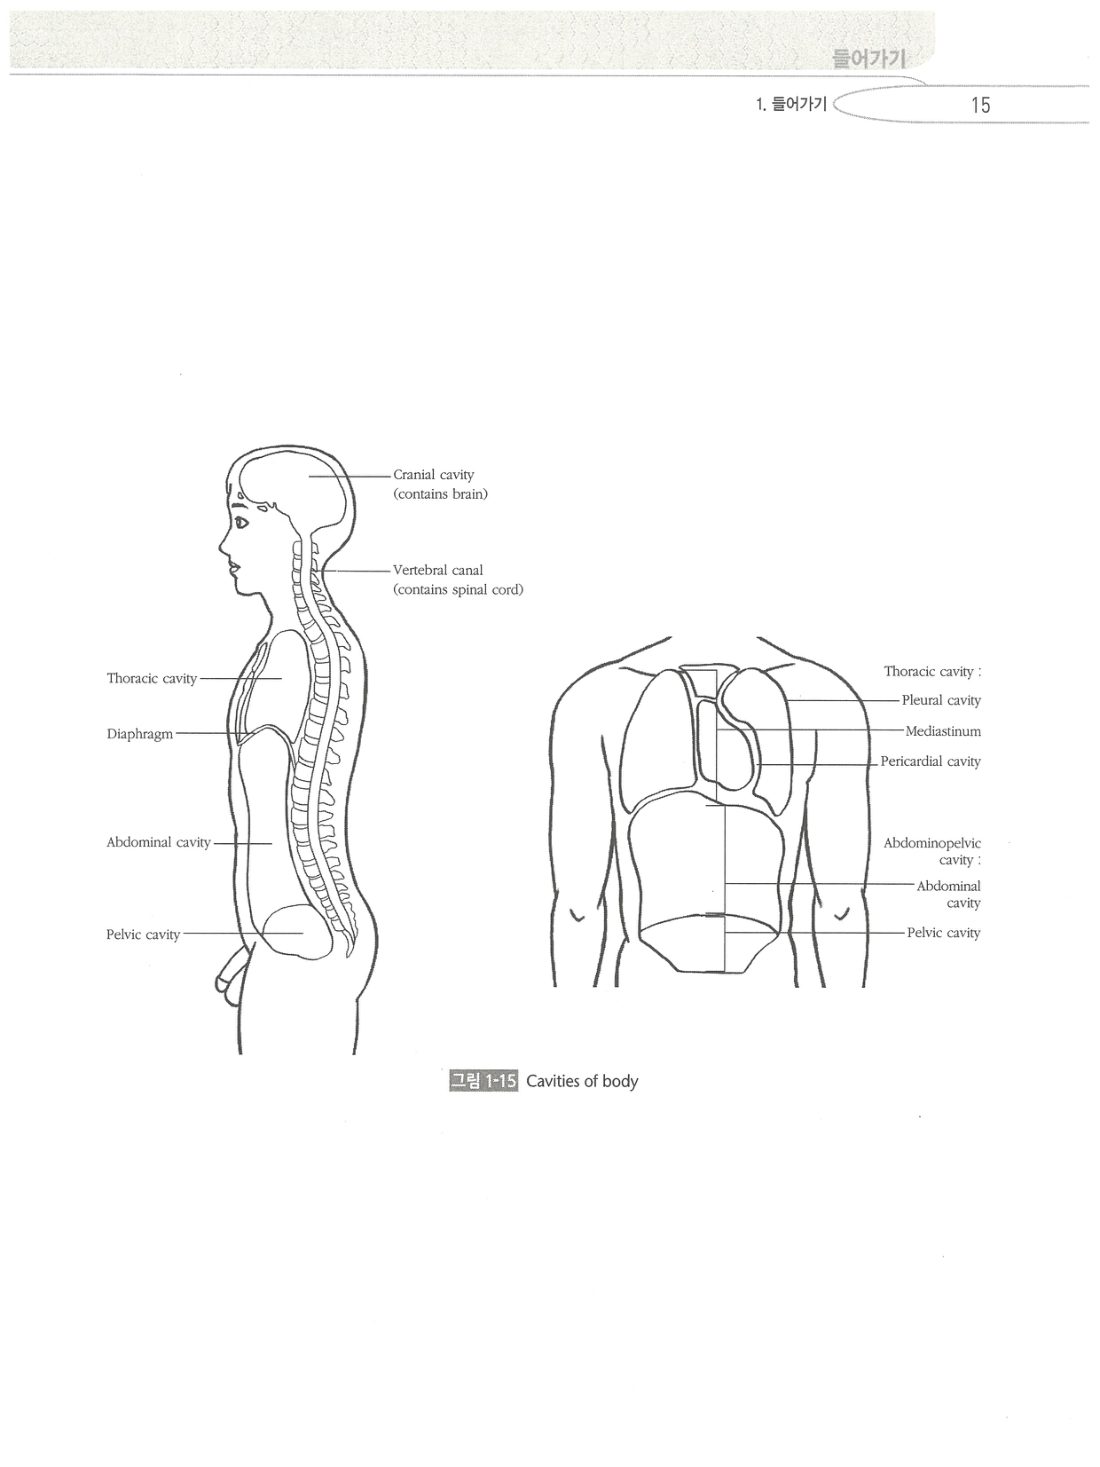 들어가기
1. 들어가기
15
Cranial cavity
(contains brain)
Vertebral canal
(contains spinal cord)
Thoracic cavity
Diaphragm
Abdominal cavity
Pelvic cavity
Thoracic cavity :
Pleural cavity
Mediastinum
Pericardial cavity
Abdominopelvic
cavity :
Abdominal
cavity
Pelvic cavity
그림 1-15 Cavities of body